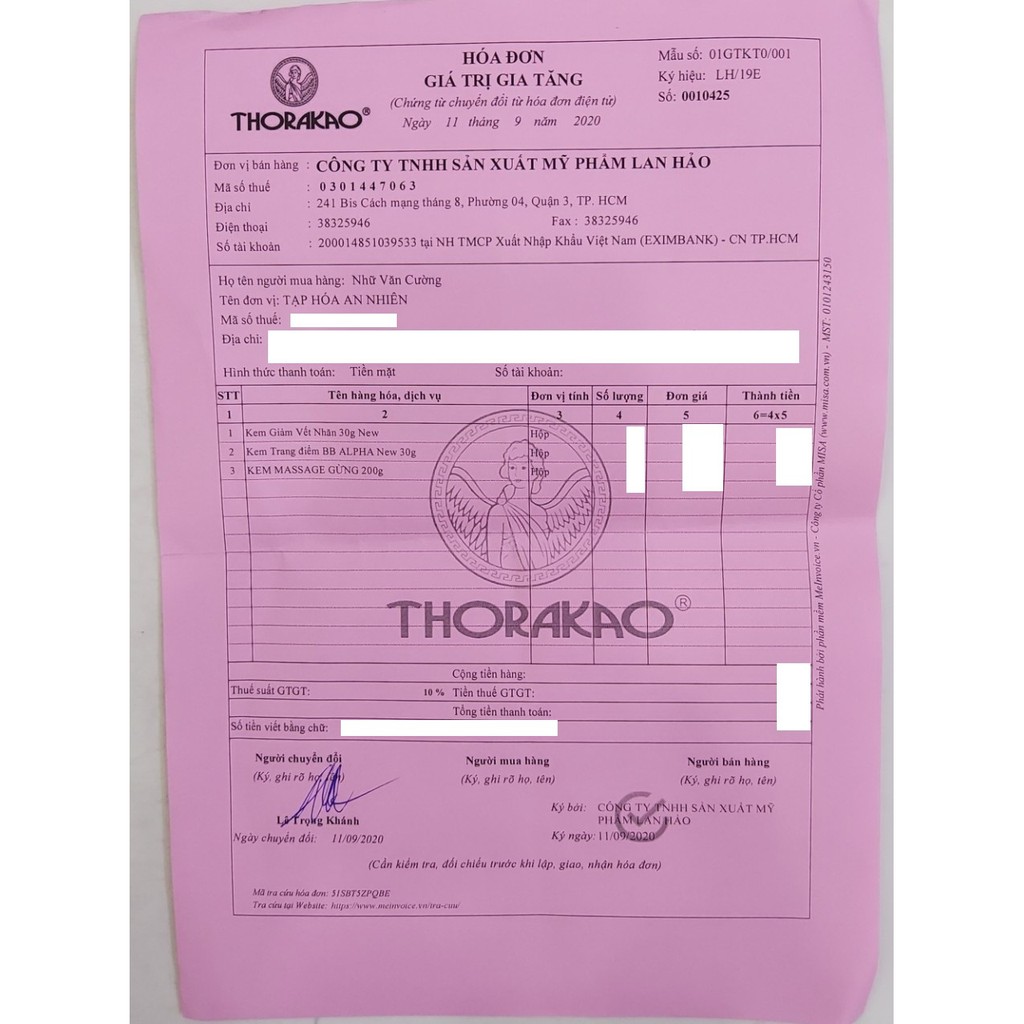 THORAKAO®
HÓA ĐƠN
GIÁ TRỊ GIA TĂNG
(Chứng từ chuyển đổi từ hóa đơn điện tử)
Ngày 11 tháng 9 năm 2020
Mẫu số: 01GTKT0/001
Ký hiệu: LH/19E
Số: 0010425
Đơn vị bán hàng : CÔNG TY TNHH SẢN XUẤT MỸ PHẨM LAN HẢO
Mã số thuế : 0301447063
Địa chỉ : 241 Bis Cách mạng tháng 8, Phường 04, Quận 3, TP. HCM
Điện thoại : 38325946 Fax : 38325946
Số tài khoản : 200014851039533 tại NH TMCP Xuất Nhập Khẩu Việt Nam (EXIMBANK) - CN TP.HCM
Họ tên người mua hàng: Nhữ Văn Cường
Tên đơn vị: TẠP HÓA AN NHIÊN
Mã số thuế:
Địa chỉ:
Hình thức thanh toán: Tiền mặt Số tài khoản:
STT Tên hàng hóa, dịch vụ Đơn vị tính Số lượng Đơn giá Thành tiền
1 2 3 4 5 6=4x5
1 Kem Giảm Vết Nhăn 30g New Hộp
2 Kem Trang điểm BB ALPHA New 30g Hộp
3 KEM MASSAGE GỪNG 200g Hộp
THORAKAO®
Cộng tiền hàng:
Thuế suất GTGT: 10 % Tiền thuế GTGT:
Tổng tiền thanh toán:
Số tiền viết bằng chữ:
Người chuyển đổi Người mua hàng Người bán hàng
(Ký, ghi rõ họ, tên) (Ký, ghi rõ họ, tên) (Ký, ghi rõ họ, tên)
Lê Trọng Khánh
Ngày chuyển đổi: 11/09/2020
Ký bởi: CÔNG TY TNHH SẢN XUẤT MỸ
PHẨM LAN HẢO
Ký ngày: 11/09/2020
(Cần kiểm tra, đối chiếu trước khi lập, giao, nhận hóa đơn)
Mã tra cứu hóa đơn: 51SBT5ZPQBE
Tra cứu tại Website: https://www.meinvoice.vn/tra-cuu/
Phát hành bởi phần mềm MeInvoice.vn - Công ty Cổ phần MISA (www.misa.com.vn) - MST: 0101243150